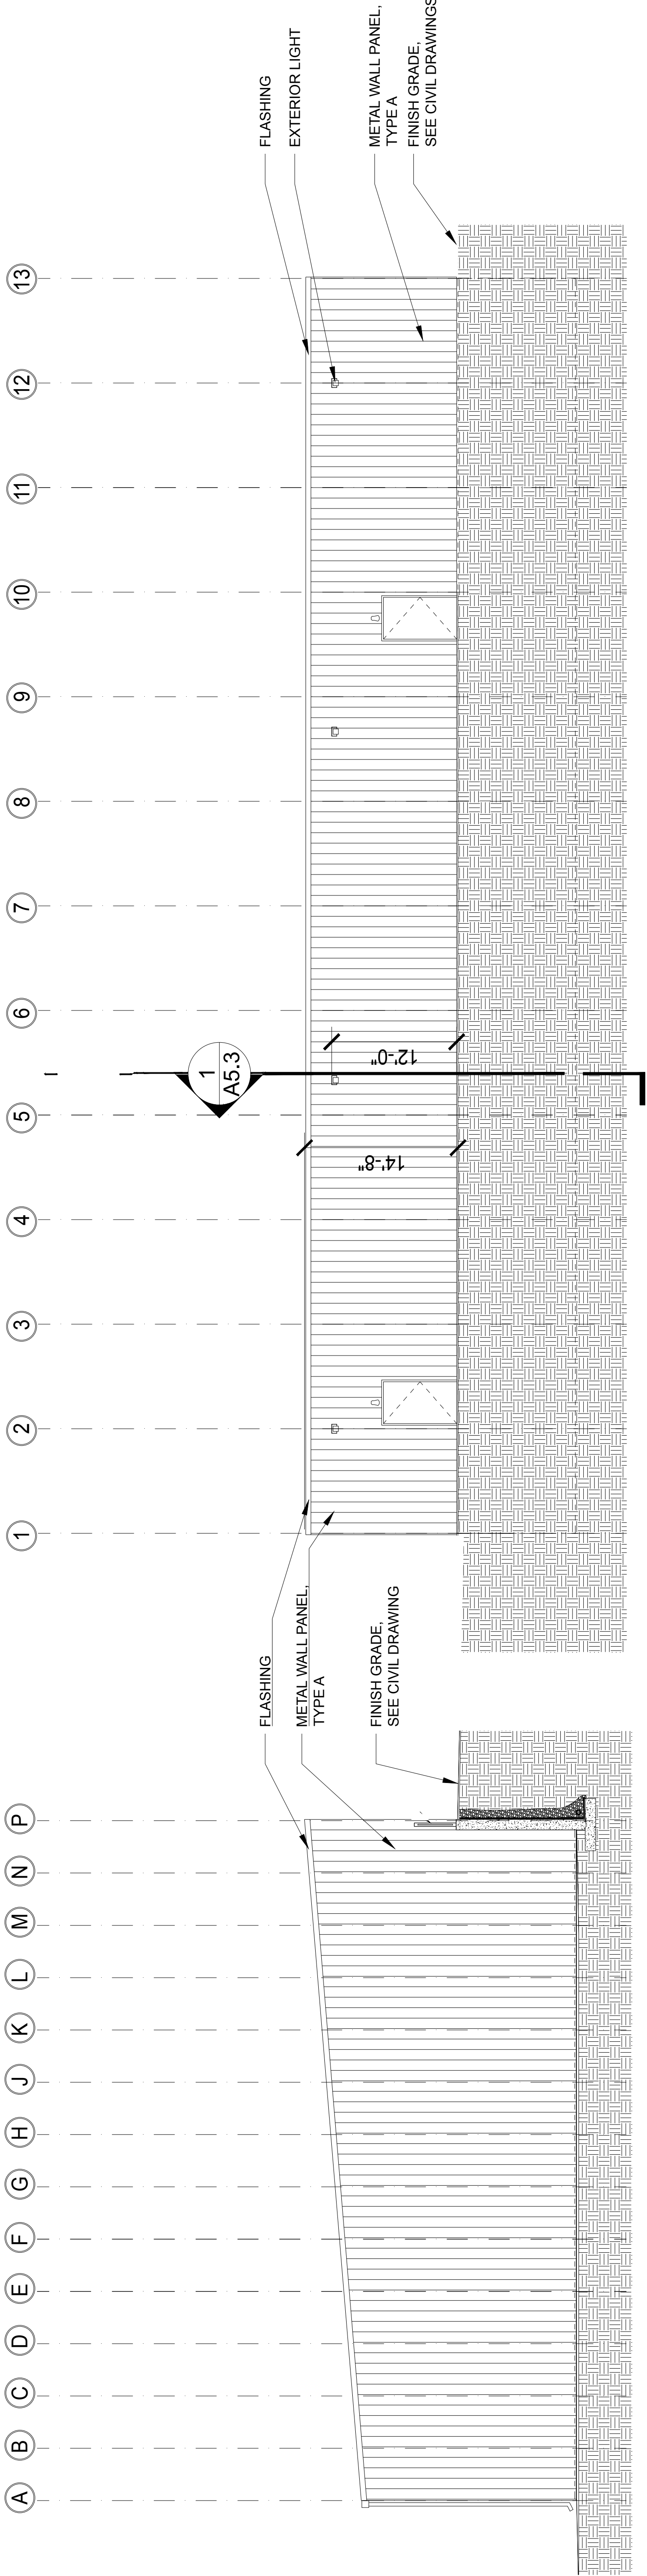 A
B
C
D
E
F
G
H
J
K
L
M
N
P
FLASHING
METAL WALL PANEL,
TYPE A
FINISH GRADE,
SEE CIVIL DRAWING
1
2
3
4
5
6
7
8
9
10
11
12
13
1
A5.3
14'-8"
12'-0"
FLASHING
EXTERIOR LIGHT
METAL WALL PANEL,
TYPE A
FINISH GRADE,
SEE CIVIL DRAWINGS